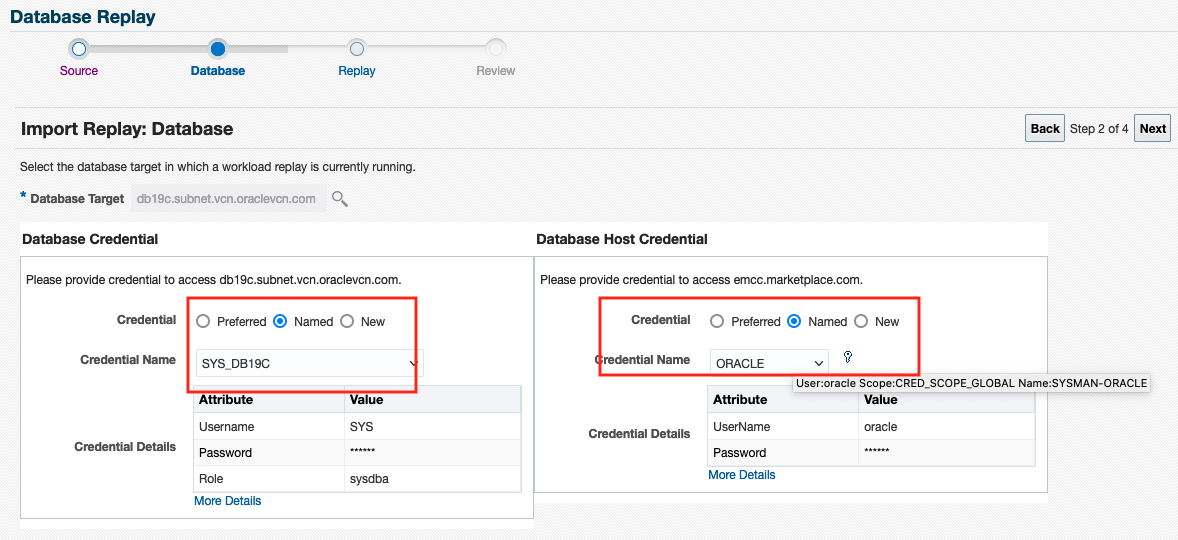 Database Replay
Source Database Replay Review
Import Replay: Database
Back Step 2 of 4 Next
Select the database target in which a workload replay is currently running.
* Database Target db19c.subnet.vcn.oraclevcn.com
Database Credential
Please provide credential to access db19c.subnet.vcn.oraclevcn.com.
Credential Preferred Named New
Credential Name SYS_DB19C
Attribute Value
Username SYS
Credential Details
Password ******
Role sysdba
More Details
Database Host Credential
Please provide credential to access emcc.marketplace.com.
Credential Preferred Named New
Credential Name ORACLE
User:oracle Scope:CRED_SCOPE_GLOBAL Name:SYSMAN-ORACLE
Attribute Value
UserName oracle
Credential Details
Password ******
More Details